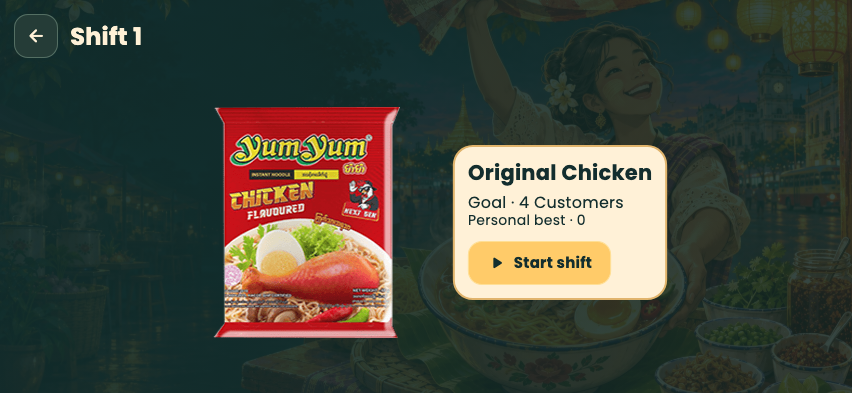 Shift 1
YumYum
INSTANT NOODLE
CHICKEN
FLAVOURED
NEXT GEN
Original Chicken
Goal · 4 Customers
Personal best · 0
Start shift